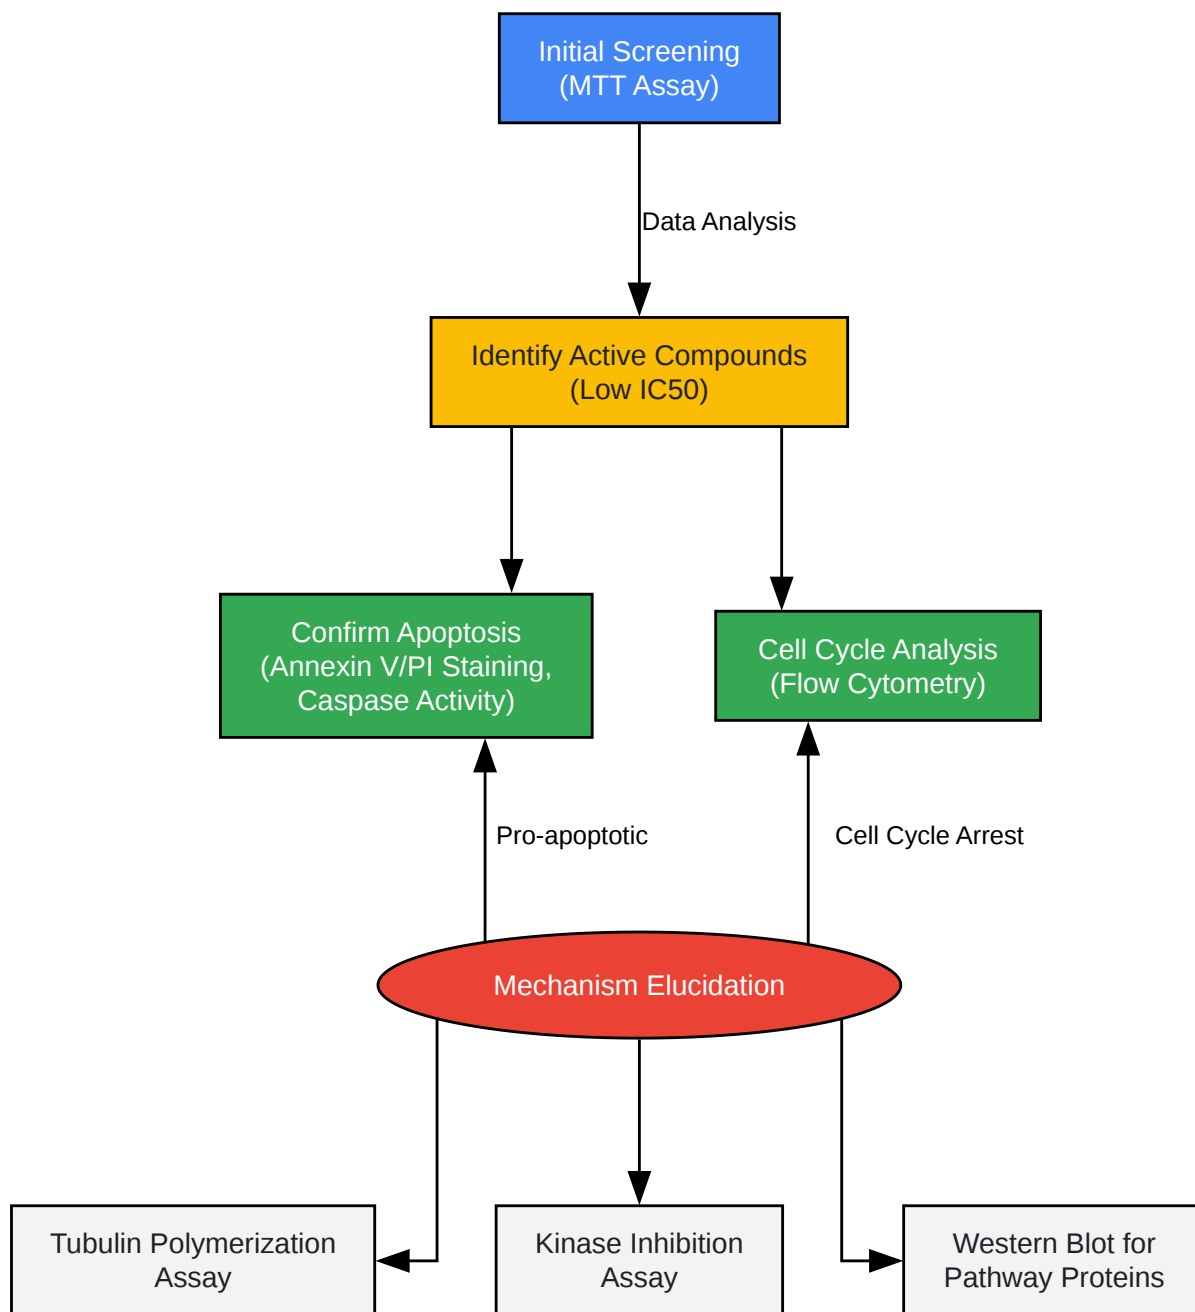 Initial Screening
(MTT Assay)
Data Analysis
Identify Active Compounds
(Low IC50)
Confirm Apoptosis
(Annexin V/PI Staining,
Caspase Activity)
Cell Cycle Analysis
(Flow Cytometry)
Pro-apoptotic
Cell Cycle Arrest
Mechanism Elucidation
Tubulin Polymerization
Assay
Kinase Inhibition
Assay
Western Blot for
Pathway Proteins